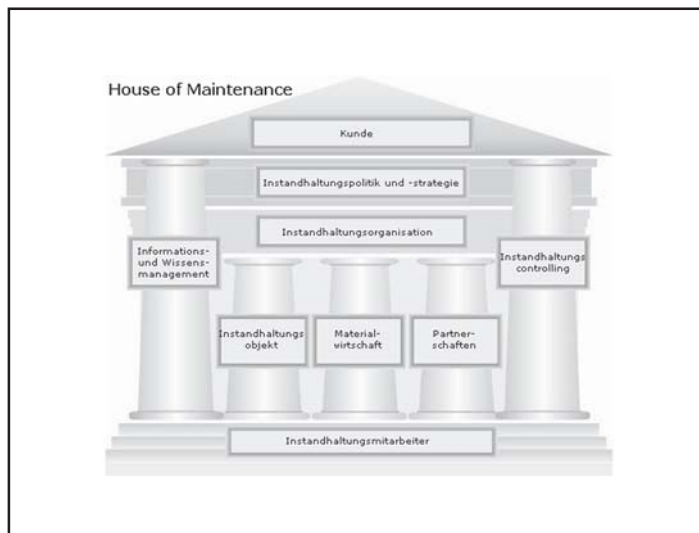 House of Maintenance
Kunde
Instandhaltungspolitik und -strategie
Instandhaltungsorganisation
Informations-
und Wissens-
management
Instandhaltungs
controlling
Instandhaltungs
objekt
Material-
wirtschaft
Partner-
schaften
Instandhaltungsmitarbeiter